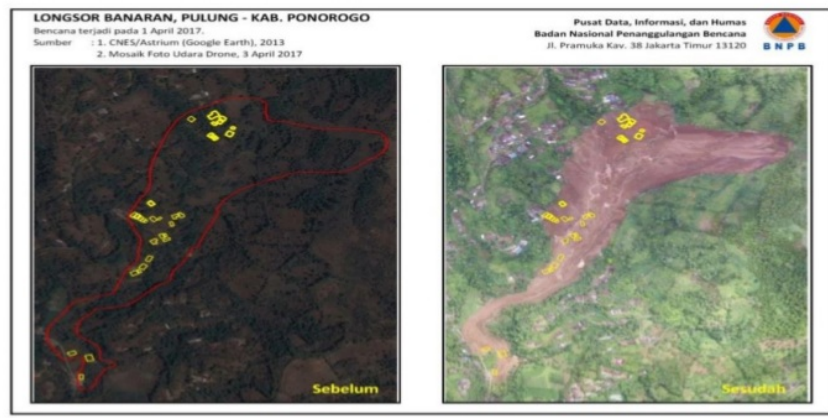 LONGSOR BANARAN, PULUNG - KAB. PONOROGO
Bencana terjadi pada 1 April 2017.
Sumber : 1. CNES/Astrium (Google Earth), 2013
2. Mosaik Foto Udara Drone, 3 April 2017
Pusat Data, Informasi, dan Humas
Badan Nasional Penanggulangan Bencana
Jl. Pramuka Kav. 38 Jakarta Timur 13120
BNPB
Sebelum
Sesudah